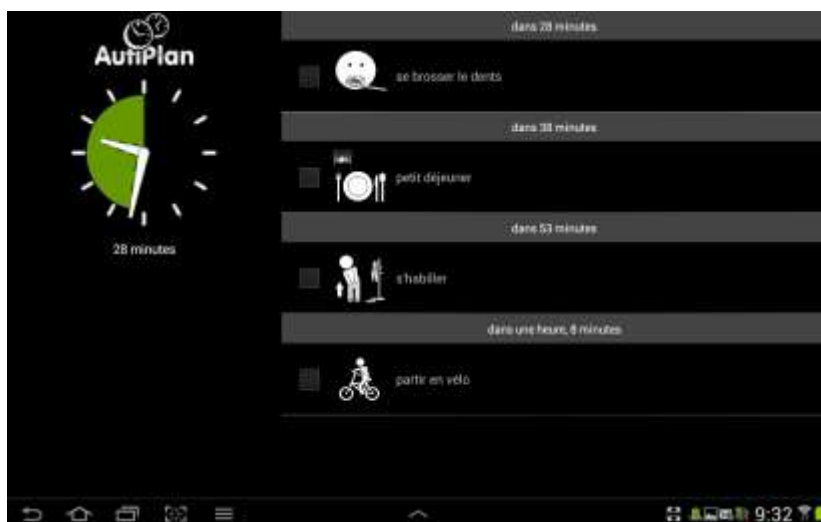 AutiPlan
28 minutes
dans 28 minutes
se brosser le dents
dans 38 minutes
petit déjeuner
dans 53 minutes
s'habiller
dans une heure, 8 minutes
partir en vélo
9:32